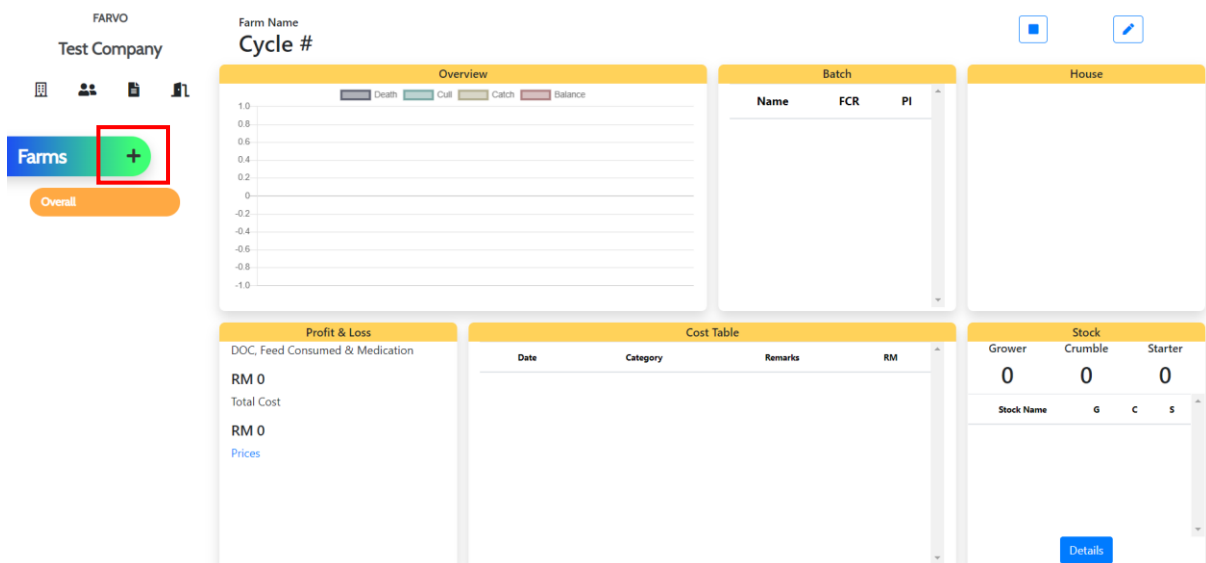 FARVO
Test Company
Farms +
Overall
Farm Name
Cycle #
Overview
Death Cull Catch Balance
1.0
0.8
0.6
0.4
0.2
0
-0.2
-0.4
-0.6
-0.8
-1.0
Batch
Name FCR PI
House
Profit & Loss
DOC, Feed Consumed & Medication
RM 0
Total Cost
RM 0
Prices
Cost Table
Date Category Remarks RM
Stock
Grower Crumble Starter
0 0 0
Stock Name G C S
Details